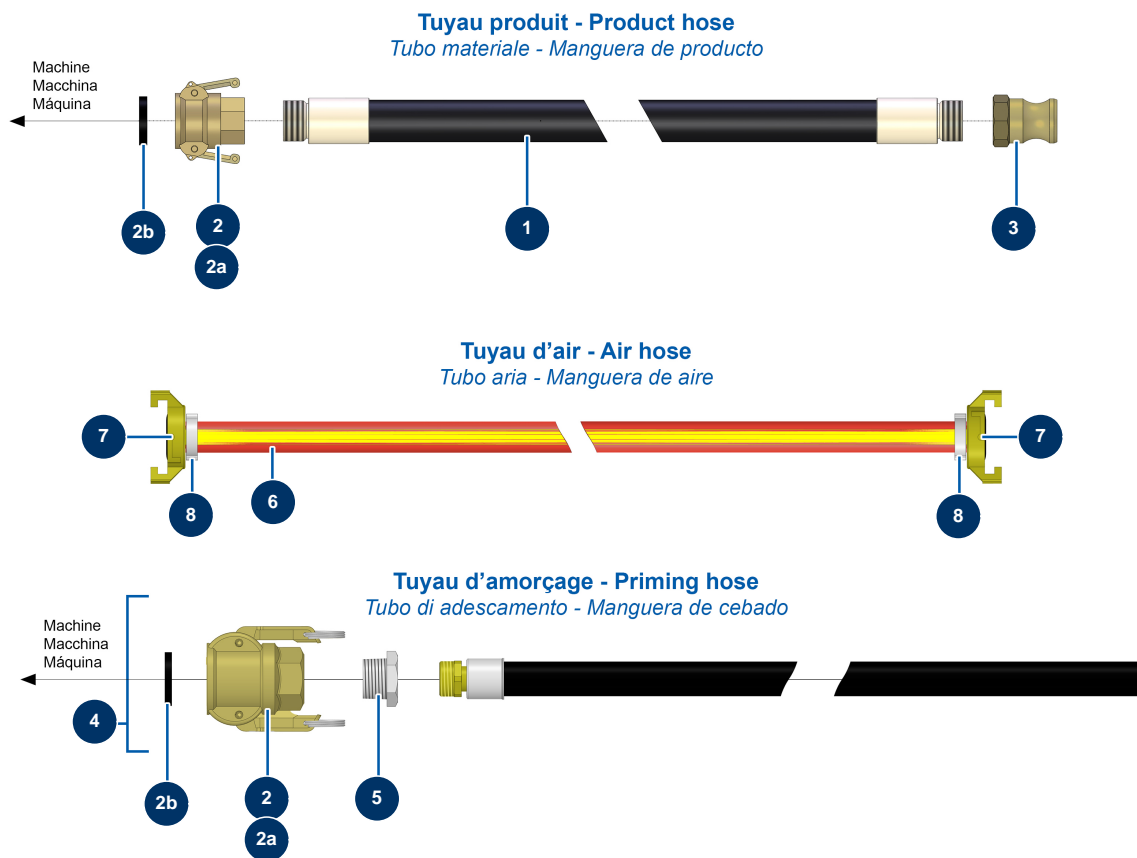 Tuyau produit - Product hose
Tubo materiale - Manguera de producto
Machine
Macchina
Máquina
2b
2
2a
1
3
Tuyau d'air - Air hose
Tubo aria - Manguera de aire
7
7
8
6
8
Tuyau d'amorçage - Priming hose
Tubo di adescamento - Manguera de cebado
Machine
Macchina
Máquina
4
2b
2
2a
5